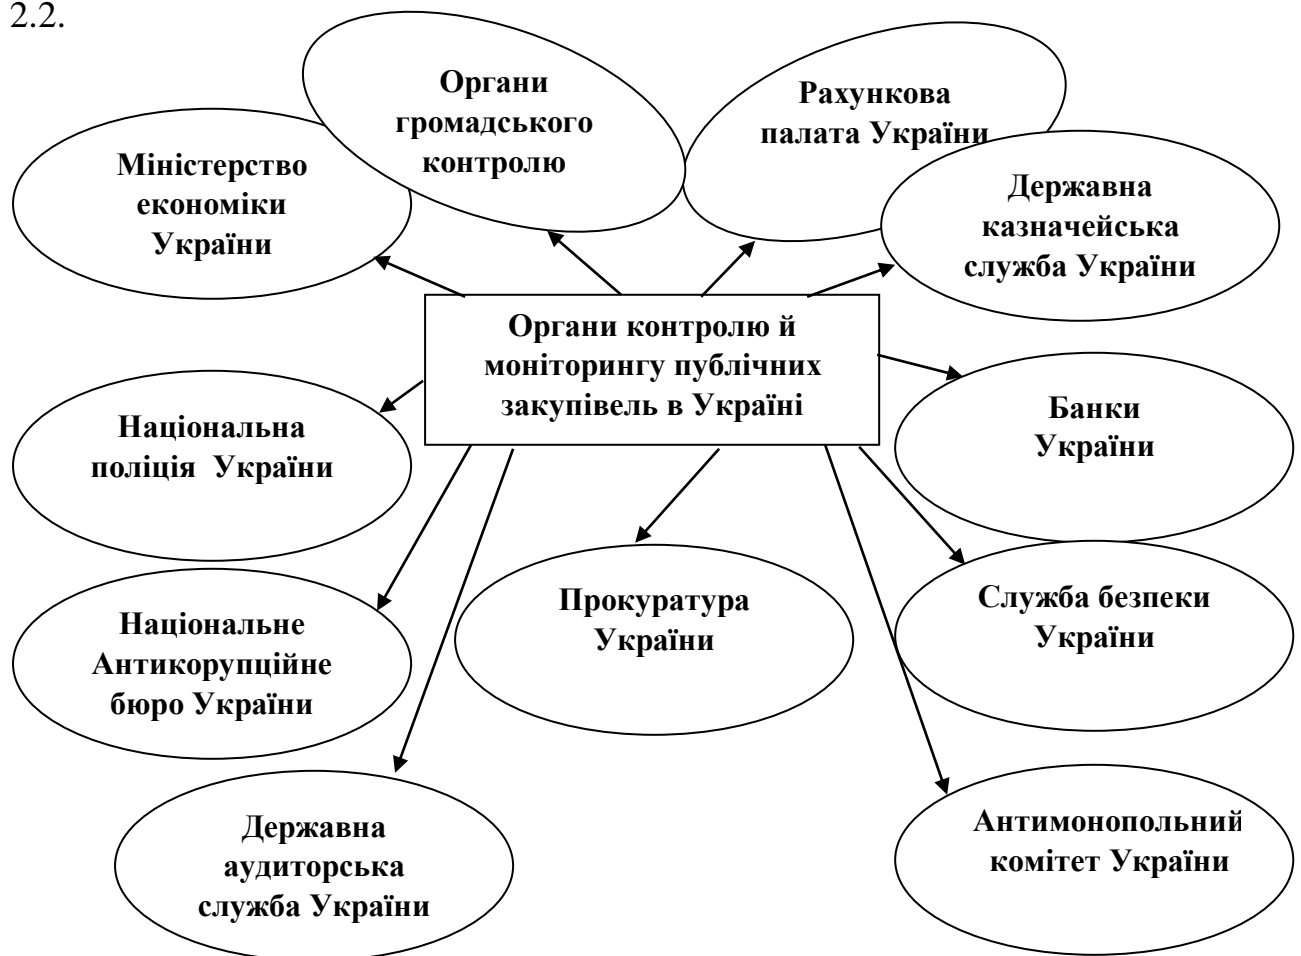 2.2.
Органи
громадського
контролю
Рахункова
палата України
Міністерство
економіки
України
Державна
казначейська
служба України
Органи контролю й
моніторингу публічних
закупівель в Україні
Національна
поліція України
Банки
України
Національне
Антикорупційне
бюро України
Прокуратура
України
Служба безпеки
України
Державна
аудиторська
служба України
Антимонопольний
комітет України